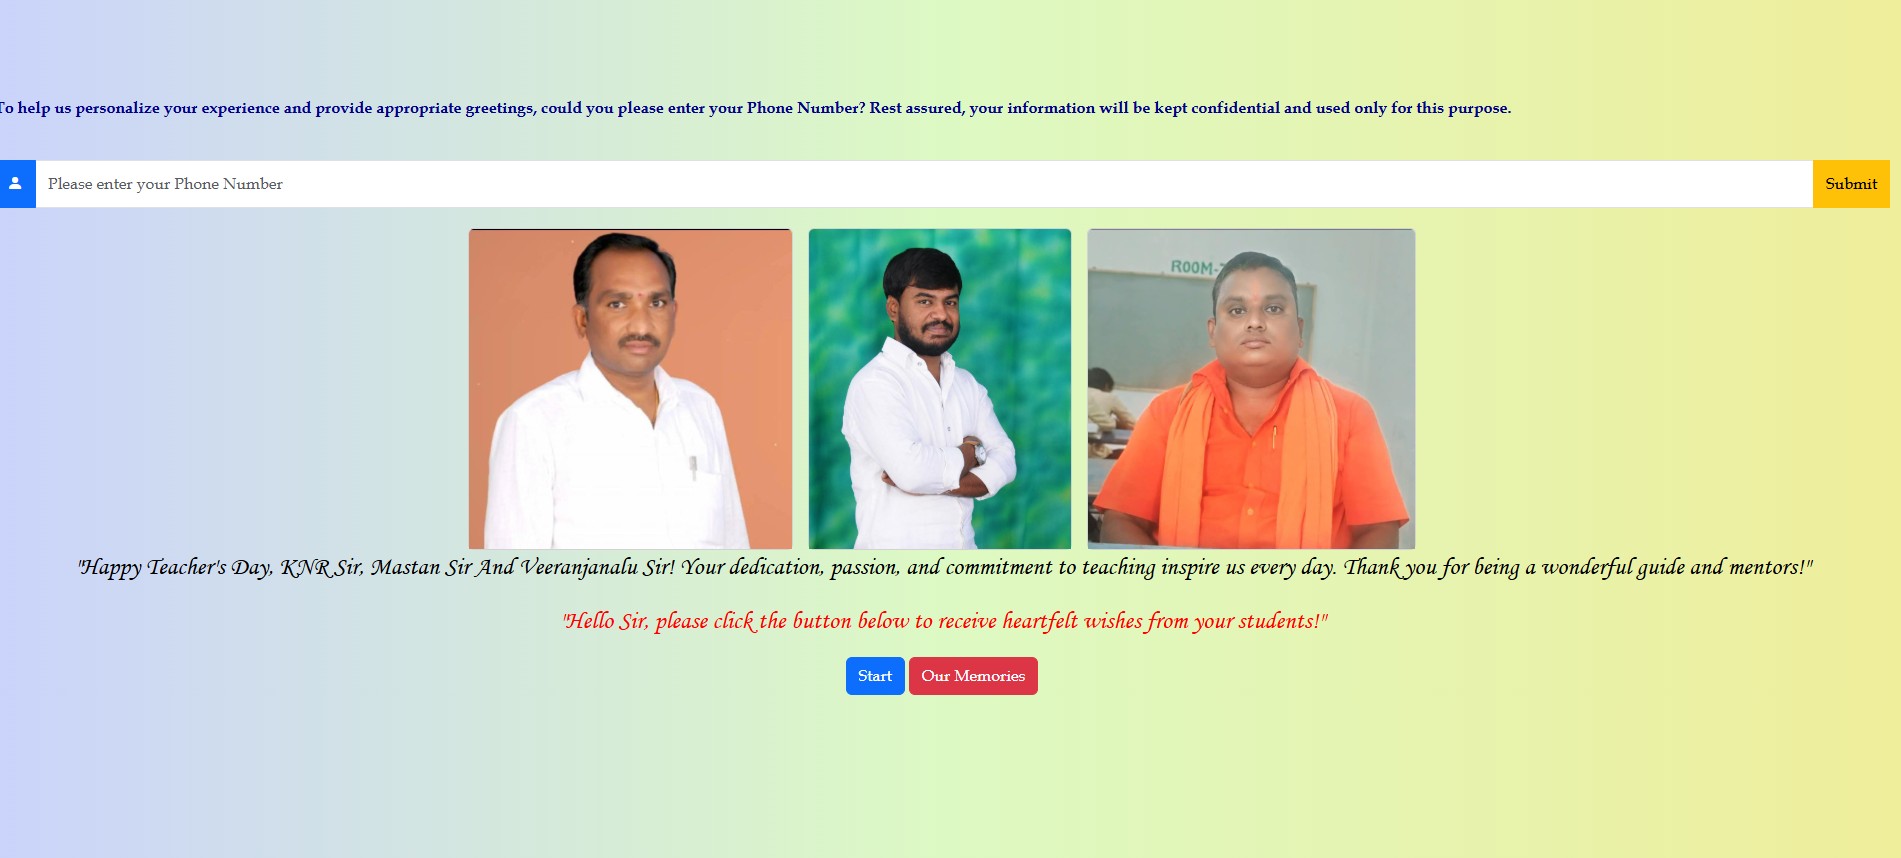 To help us personalize your experience and provide appropriate greetings, could you please enter your Phone Number? Rest assured, your information will be kept confidential and used only for this purpose.
Please enter your Phone Number
Submit
ROOM-
"Happy Teacher's Day, KNR Sir, Mastan Sir And Veeranjanalu Sir! Your dedication, passion, and commitment to teaching inspire us every day. Thank you for being a wonderful guide and mentors!"
"Hello Sir, please click the button below to receive heartfelt wishes from your students!"
Start Our Memories